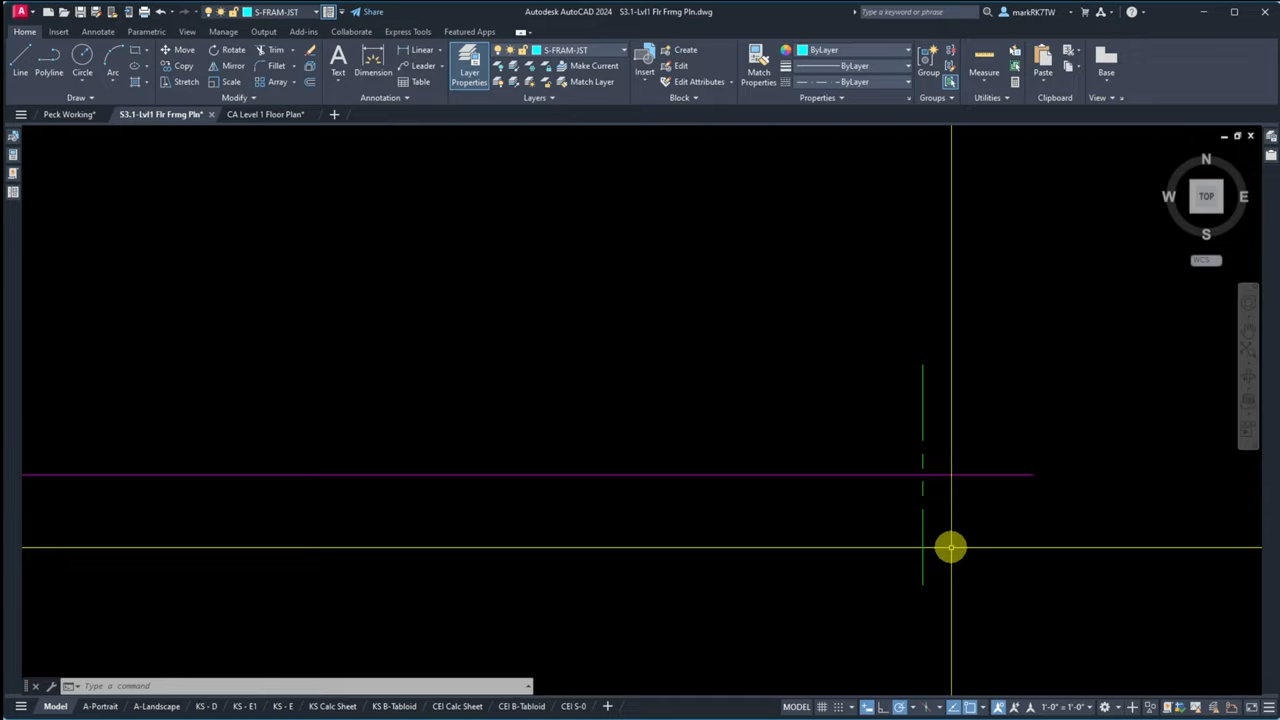 A S-FRAM-JST Share Autodesk AutoCAD 2024 S3.1-Lvl1 Flr Frmg Pln.dwg Type a keyword or phrase markRK7TW
Home Insert Annotate Parametric View Manage Output Add-ins Collaborate Express Tools Featured Apps
Move Rotate Trim Linear S-FRAM-JST Create ByLayer
Copy Mirror Fillet Leader Make Current Edit ByLayer
Line Polyline Circle Arc Text Dimension Layer Properties Insert Match Properties Group Measure Paste Base
Stretch Scale Array Table Match Layer Edit Attributes ByLayer
Draw Modify Annotation Layers Block Properties Groups Utilities Clipboard View
Peck Working* S3.1-Lvl1 Flr Frmg Pln* CA Level 1 Floor Plan*
N
W TOP E
S
WCS
Type a command
Model A-Portrait A-Landscape KS - D KS - E1 KS - E KS Calc Sheet KS B-Tabloid CEI Calc Sheet CEI B-Tabloid CEI S-0 MODEL 1'-0" = 1'-0"